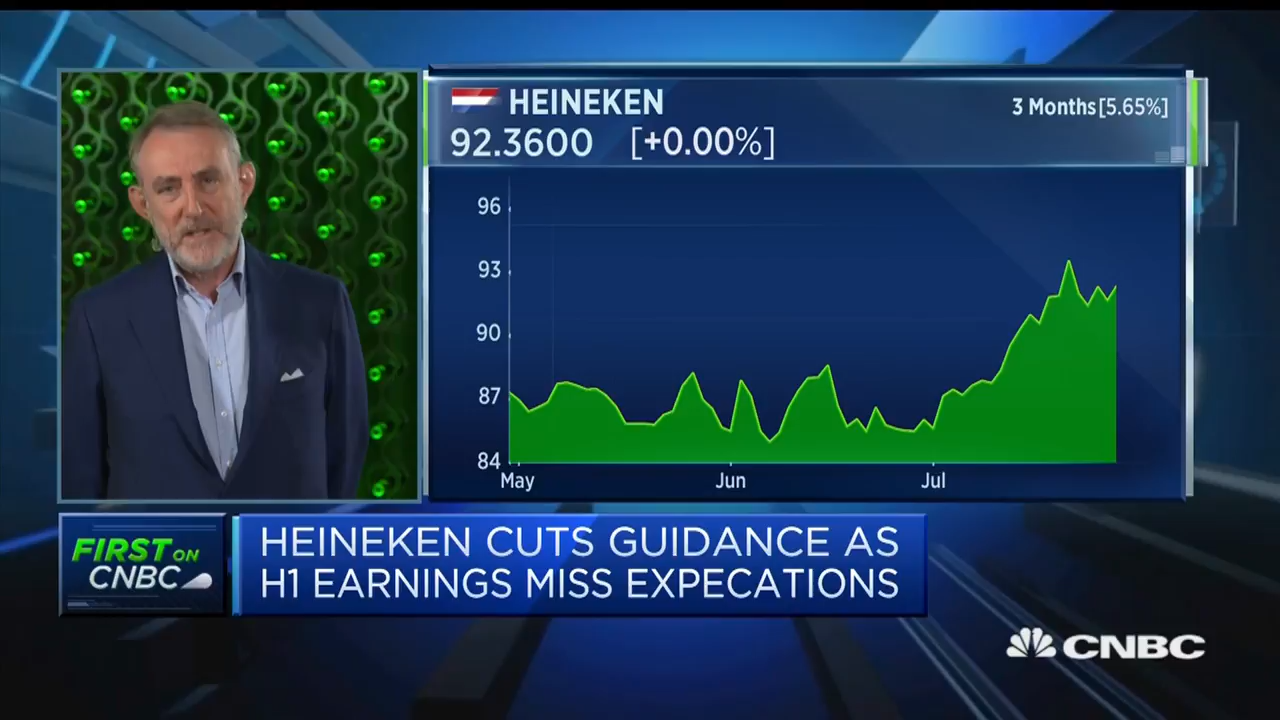 HEINEKEN
3 Months[5.65%]
92.3600 [+0.00%]
96
93
90
87
84
May Jun Jul
FIRST ON
CNBC
HEINEKEN CUTS GUIDANCE AS
H1 EARNINGS MISS EXPECATIONS
CNBC